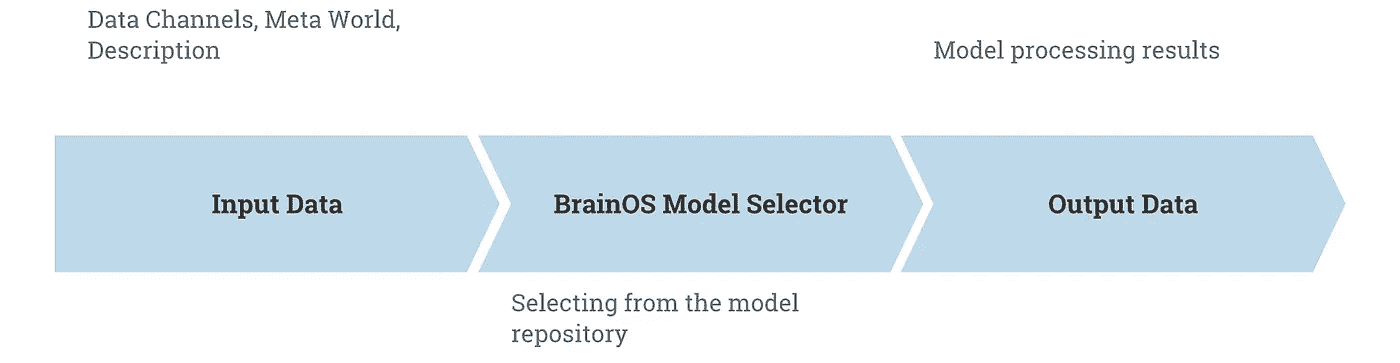 Data Channels, Meta World,
Description
Model processing results
Input Data
BrainOS Model Selector
Output Data
Selecting from the model
repository